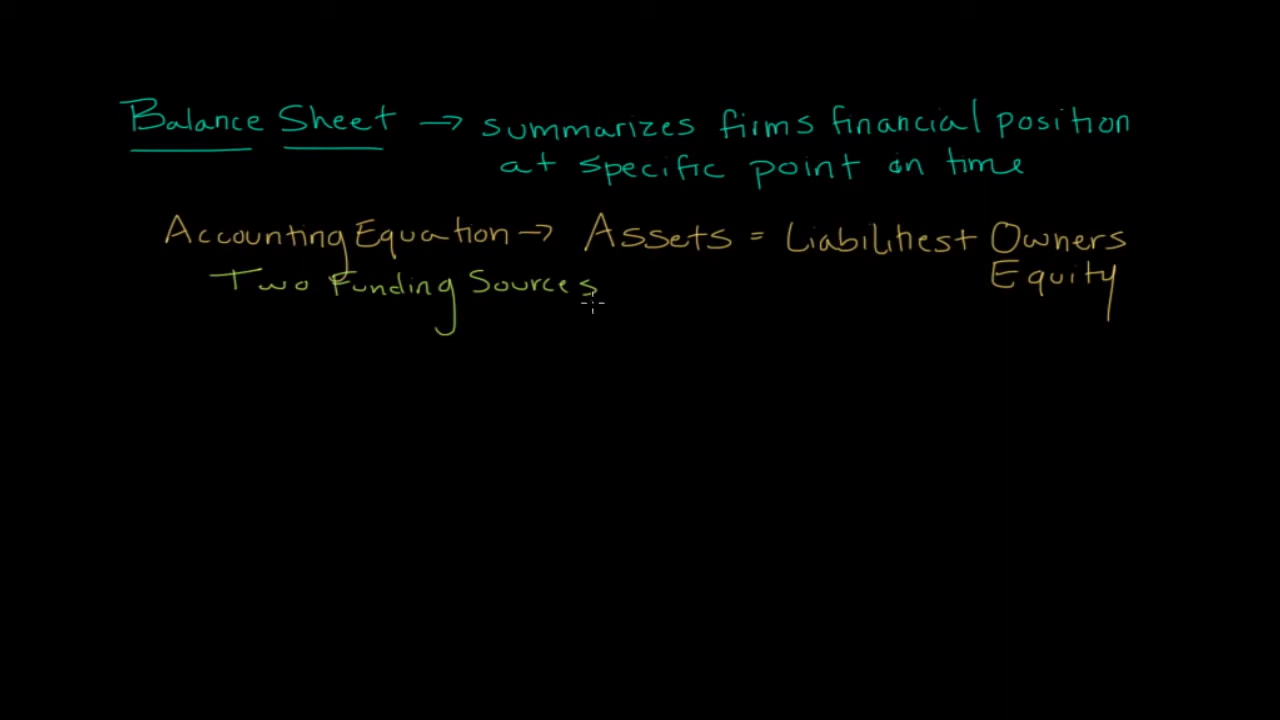 Balance Sheet → summarizes firms financial position
at specific point in time
Accounting Equation → Assets = Liabilities + Owners
Equity
Two Funding Sources